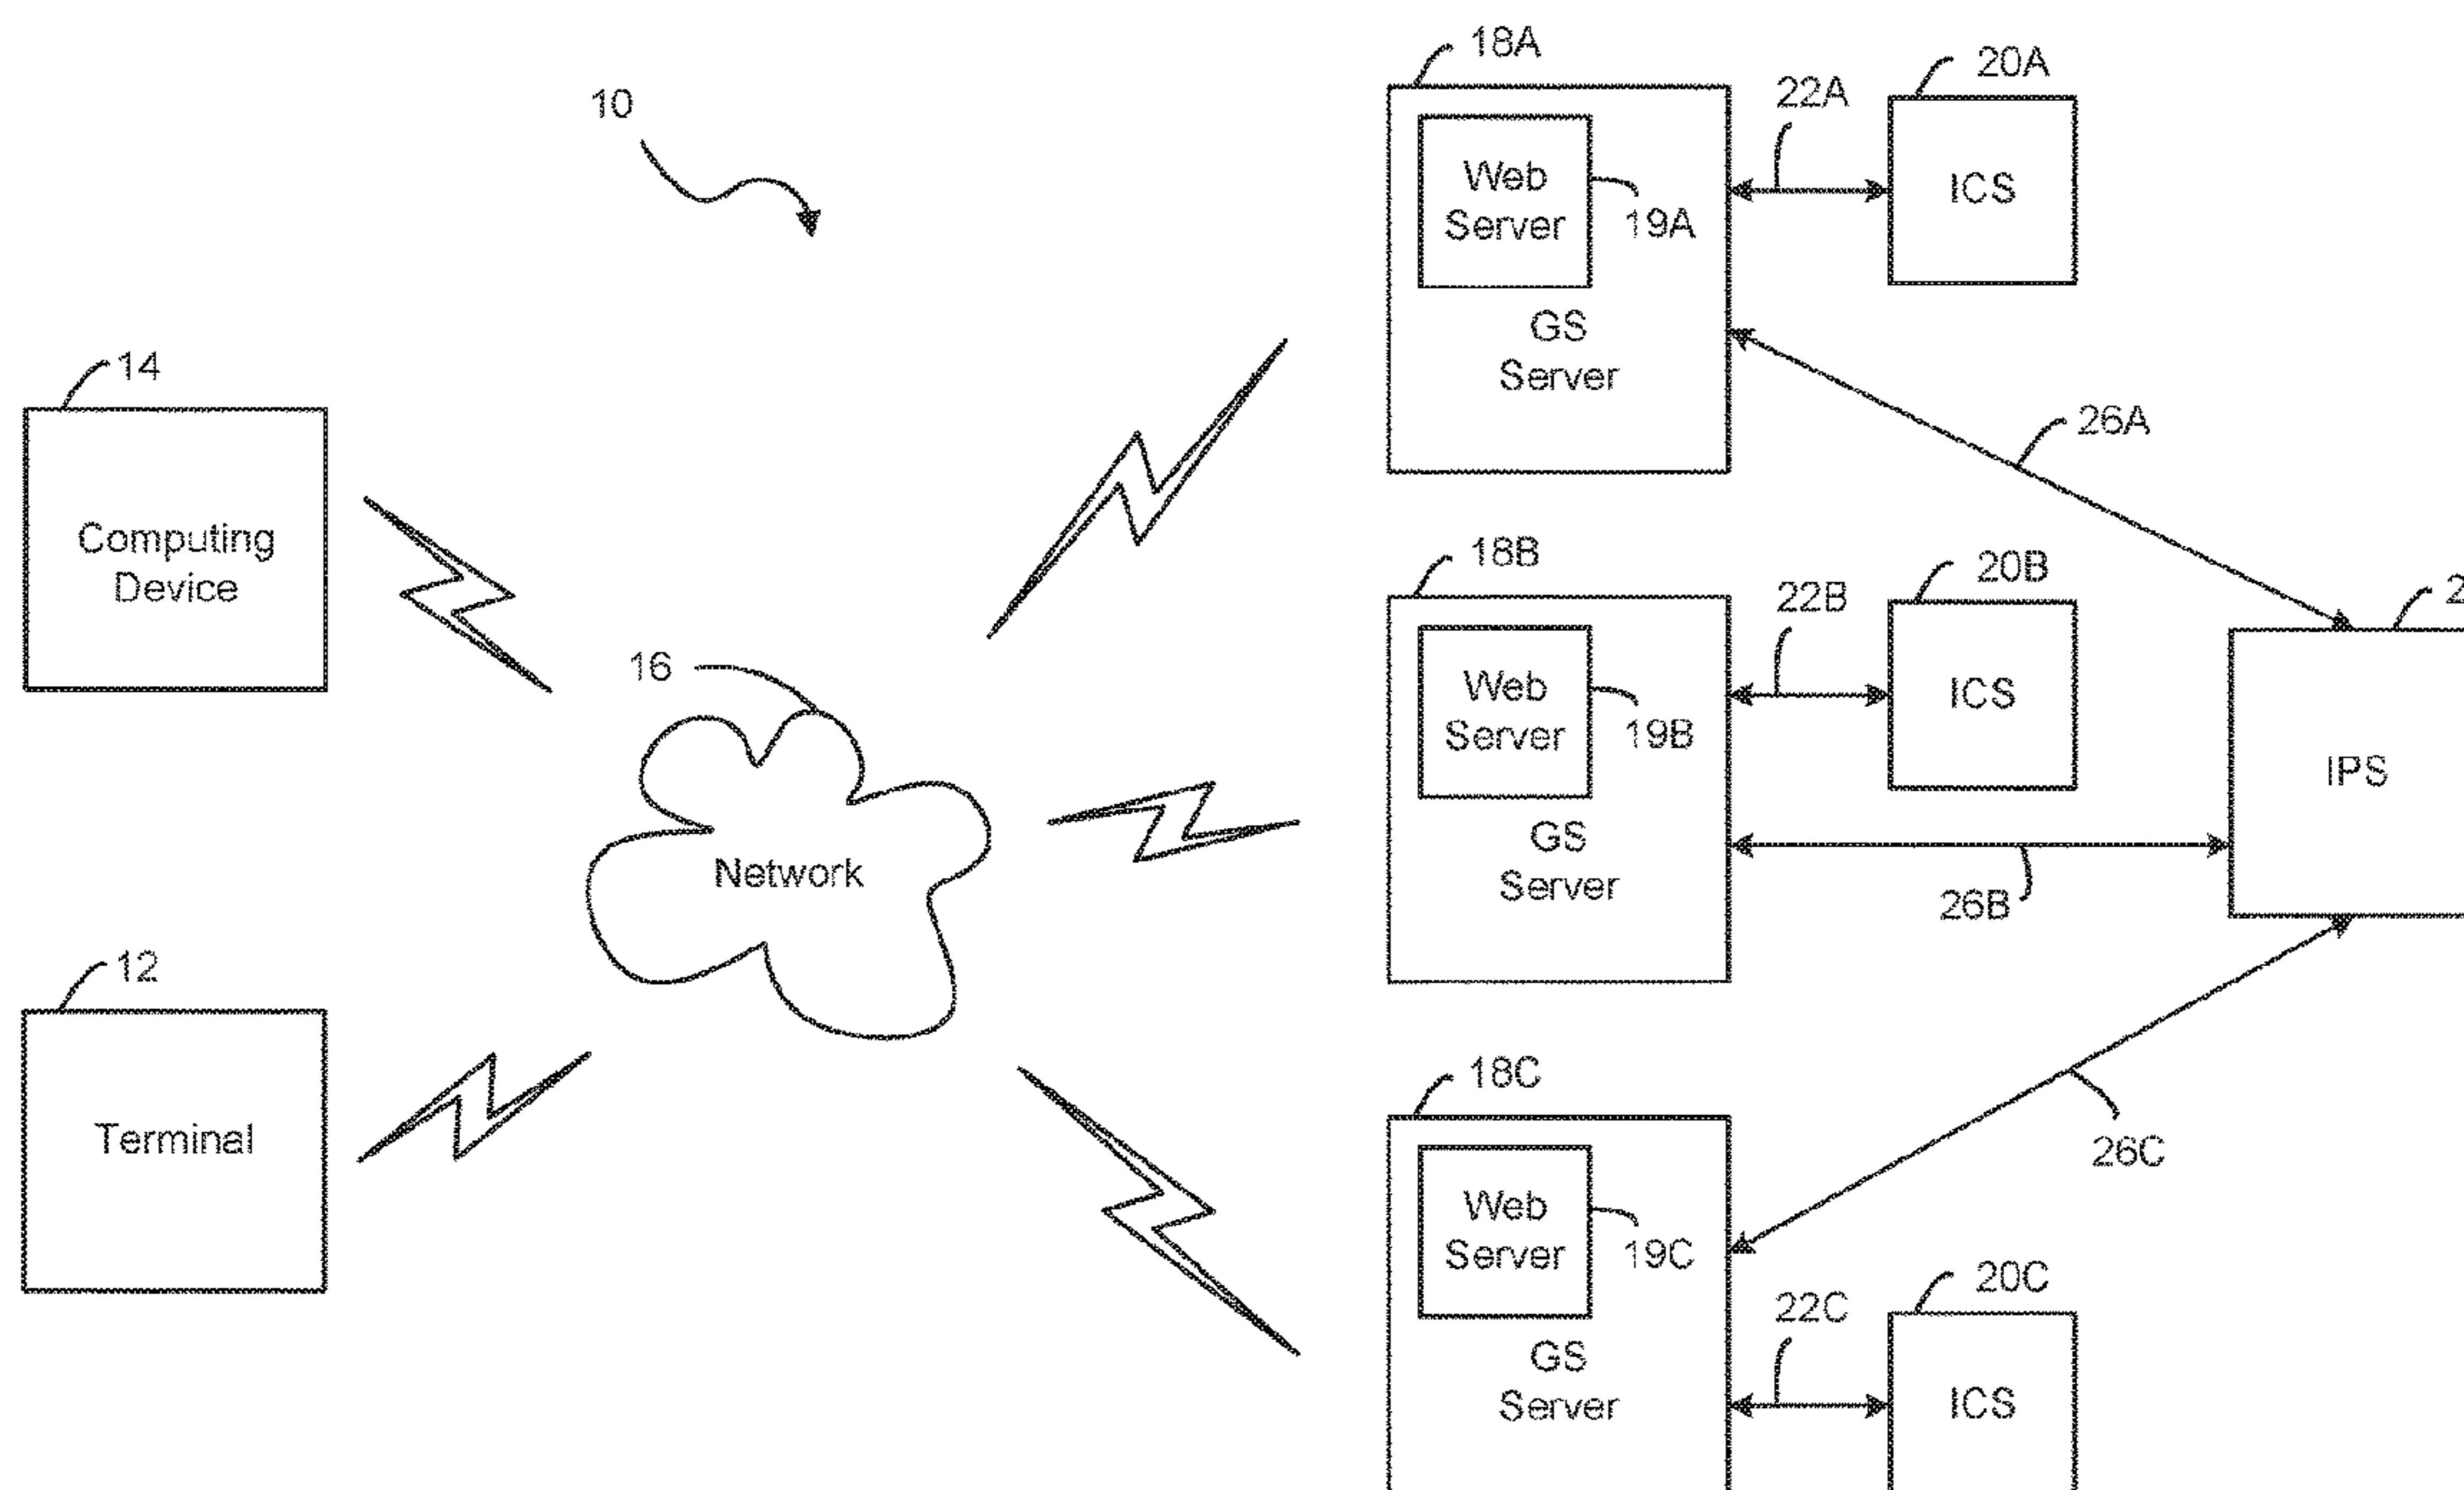 18A
20A
10
22A
Web
Server
19A
ICS
GS
Server
14
26A
Computing
Device
18B
20B
22B
16
Web
Server
19B
ICS
IPS
Network
GS
Server
26B
12
18C
Terminal
26C
Web
Server
19C
20C
22C
GS
Server
ICS